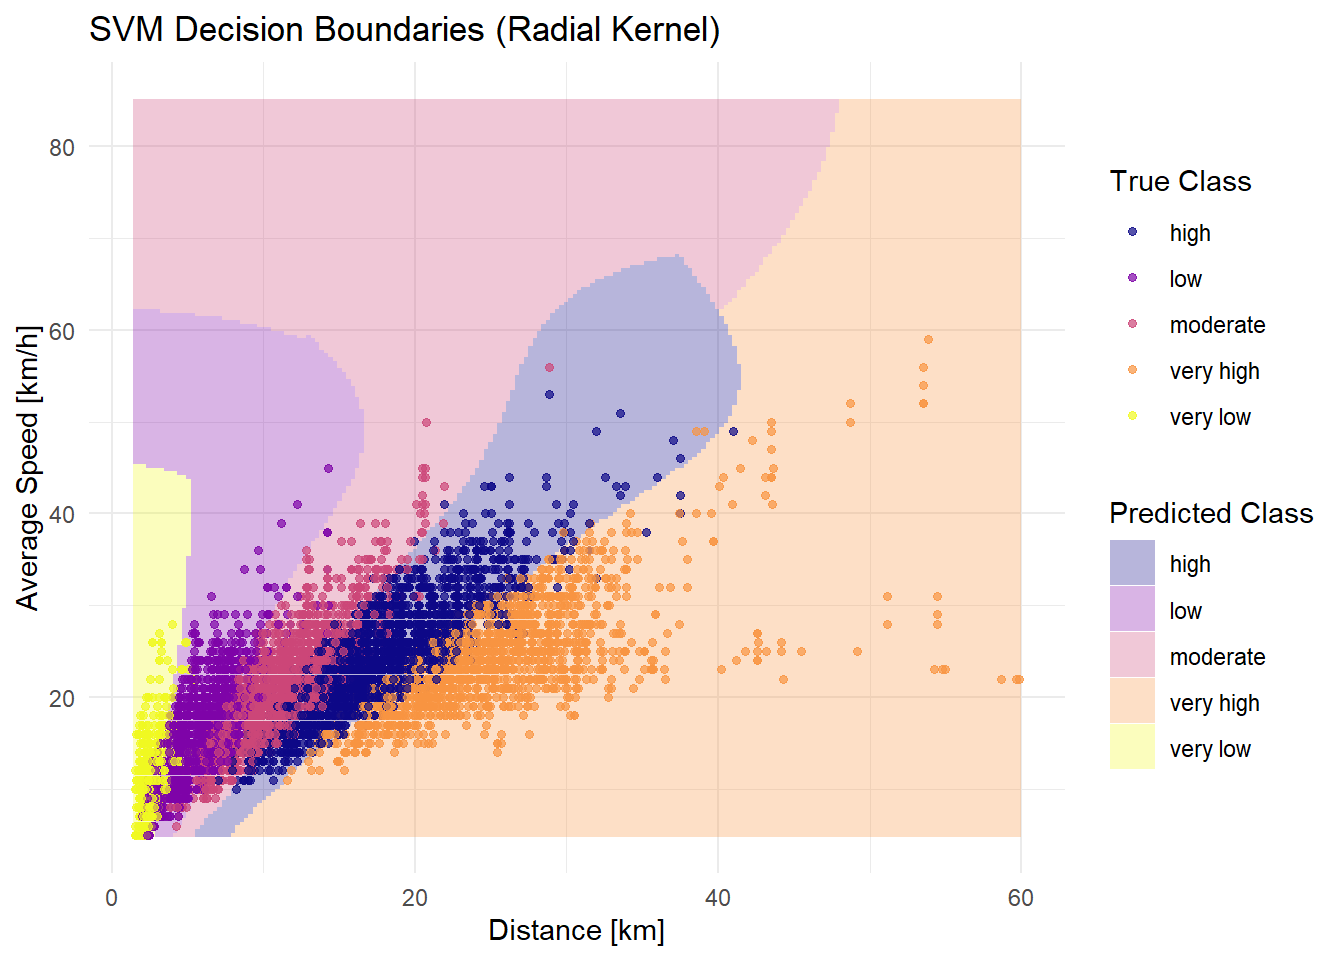 SVM Decision Boundaries (Radial Kernel)
Average Speed [km/h]
80
60
40
20
0
20
40
60
Distance [km]
True Class
high
low
moderate
very high
very low
Predicted Class
high
low
moderate
very high
very low